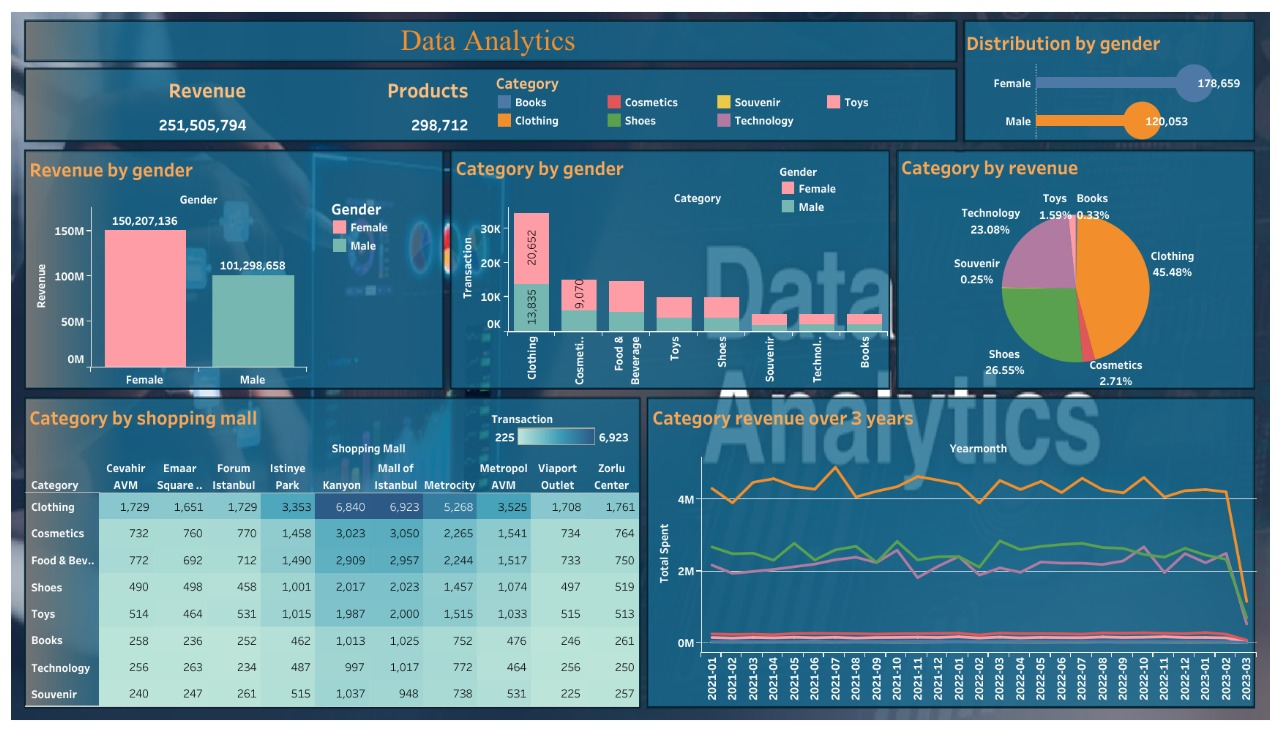 Data Analytics
Revenue
251,505,794
Products
298,712
Category
Books
Cosmetics
Souvenir
Toys
Clothing
Shoes
Technology
Distribution by gender
Female
178,659
Male
120,053
Revenue by gender
Gender
Gender
Female
Male
150,207,136
101,298,658
Revenue
150M
100M
50M
0M
Female
Male
Category by gender
Gender
Female
Male
Category
Transaction
30K
20K
10K
0K
20,652
13,835
9,070
Clothing
Cosmeti..
Food &
Beverage
Toys
Shoes
Souvenir
Technol..
Books
Category by revenue
Toys
1.59%
Books
0.33%
Technology
23.08%
Clothing
45.48%
Souvenir
0.25%
Shoes
26.55%
Cosmetics
2.71%
Data
Analytics
Category by shopping mall
Transaction
225
6,923
Shopping Mall
Category
Cevahir AVM
Emaar Square ..
Forum Istanbul
Istinye Park
Kanyon
Mall of Istanbul
Metrocity
Metropol AVM
Viaport Outlet
Zorlu Center
Clothing 1,729 1,651 1,729 3,353 6,840 6,923 5,268 3,525 1,708 1,761
Cosmetics 732 760 770 1,458 3,023 3,050 2,265 1,541 734 764
Food & Bev.. 772 692 712 1,490 2,909 2,957 2,244 1,517 733 750
Shoes 490 498 458 1,001 2,017 2,023 1,457 1,074 497 519
Toys 514 464 531 1,015 1,987 2,000 1,515 1,033 515 513
Books 258 236 252 462 1,013 1,025 752 476 246 261
Technology 256 263 234 487 997 1,017 772 464 256 250
Souvenir 240 247 261 515 1,037 948 738 531 225 257
Category revenue over 3 years
Yearmonth
Total Spent
4M
2M
0M
2021-01
2021-02
2021-03
2021-04
2021-05
2021-06
2021-07
2021-08
2021-09
2021-10
2021-11
2021-12
2022-01
2022-02
2022-03
2022-04
2022-05
2022-06
2022-07
2022-08
2022-09
2022-10
2022-11
2022-12
2023-01
2023-02
2023-03